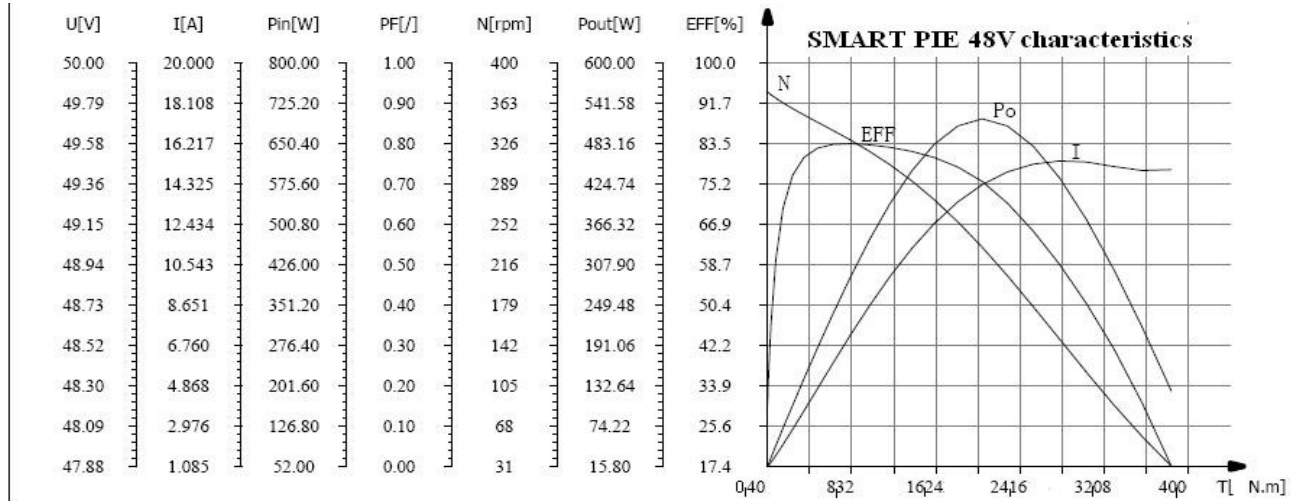 U[V] I[A] Pin[W] PF[/] N[rpm] Pout[W] EFF[%]
SMART PIE 48V characteristics
50.00 20.000 800.00 1.00 400 600.00 100.0
N
49.79 18.108 725.20 0.90 363 541.58 91.7
Po
49.58 16.217 650.40 0.80 326 483.16 83.5
EFF
I
49.36 14.325 575.60 0.70 289 424.74 75.2
49.15 12.434 500.80 0.60 252 366.32 66.9
48.94 10.543 426.00 0.50 216 307.90 58.7
48.73 8.651 351.20 0.40 179 249.48 50.4
48.52 6.760 276.40 0.30 142 191.06 42.2
48.30 4.868 201.60 0.20 105 132.64 33.9
48.09 2.976 126.80 0.10 68 74.22 25.6
47.88 1.085 52.00 0.00 31 15.80 17.4
0,40 8,32 16,24 24,16 32,08 40,0 T[ N.m]